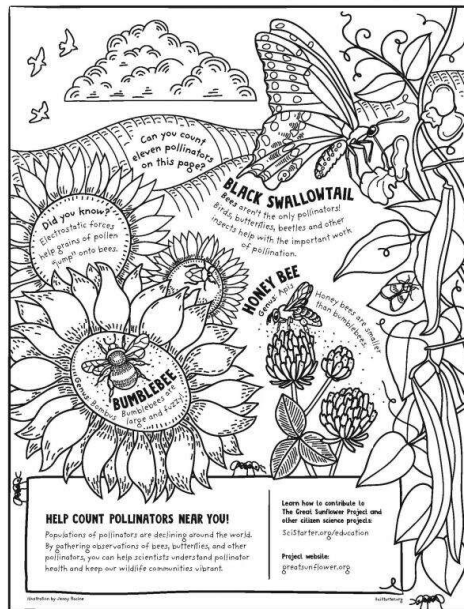 Can you count
eleven pollinators
on this page?
BLACK SWALLOWTAIL
Bees aren't the only pollinators!
Birds, butterflies, beetles and other
insects help with the important work
of pollination.
Did you know?
Electrostatic forces
help grains of pollen
"jump" onto bees.
HONEY BEE
Genus: Apis
Honey bees are smaller
than bumblebees.
BUMBLEBEE
Genus: Bombus. Bumblebees are
large and fuzzy!
HELP COUNT POLLINATORS NEAR YOU!
Populations of pollinators are declining around the world.
By gathering observations of bees, butterflies, and other
pollinators, you can help scientists understand pollinator
health and keep our wildlife communities vibrant.
Learn how to contribute to
The Great Sunflower Project and
other citizen science projects:
SciStarter.org/education
Project website:
greatsunflower.org
Illustration by Jenny Racine
SciStarter.org